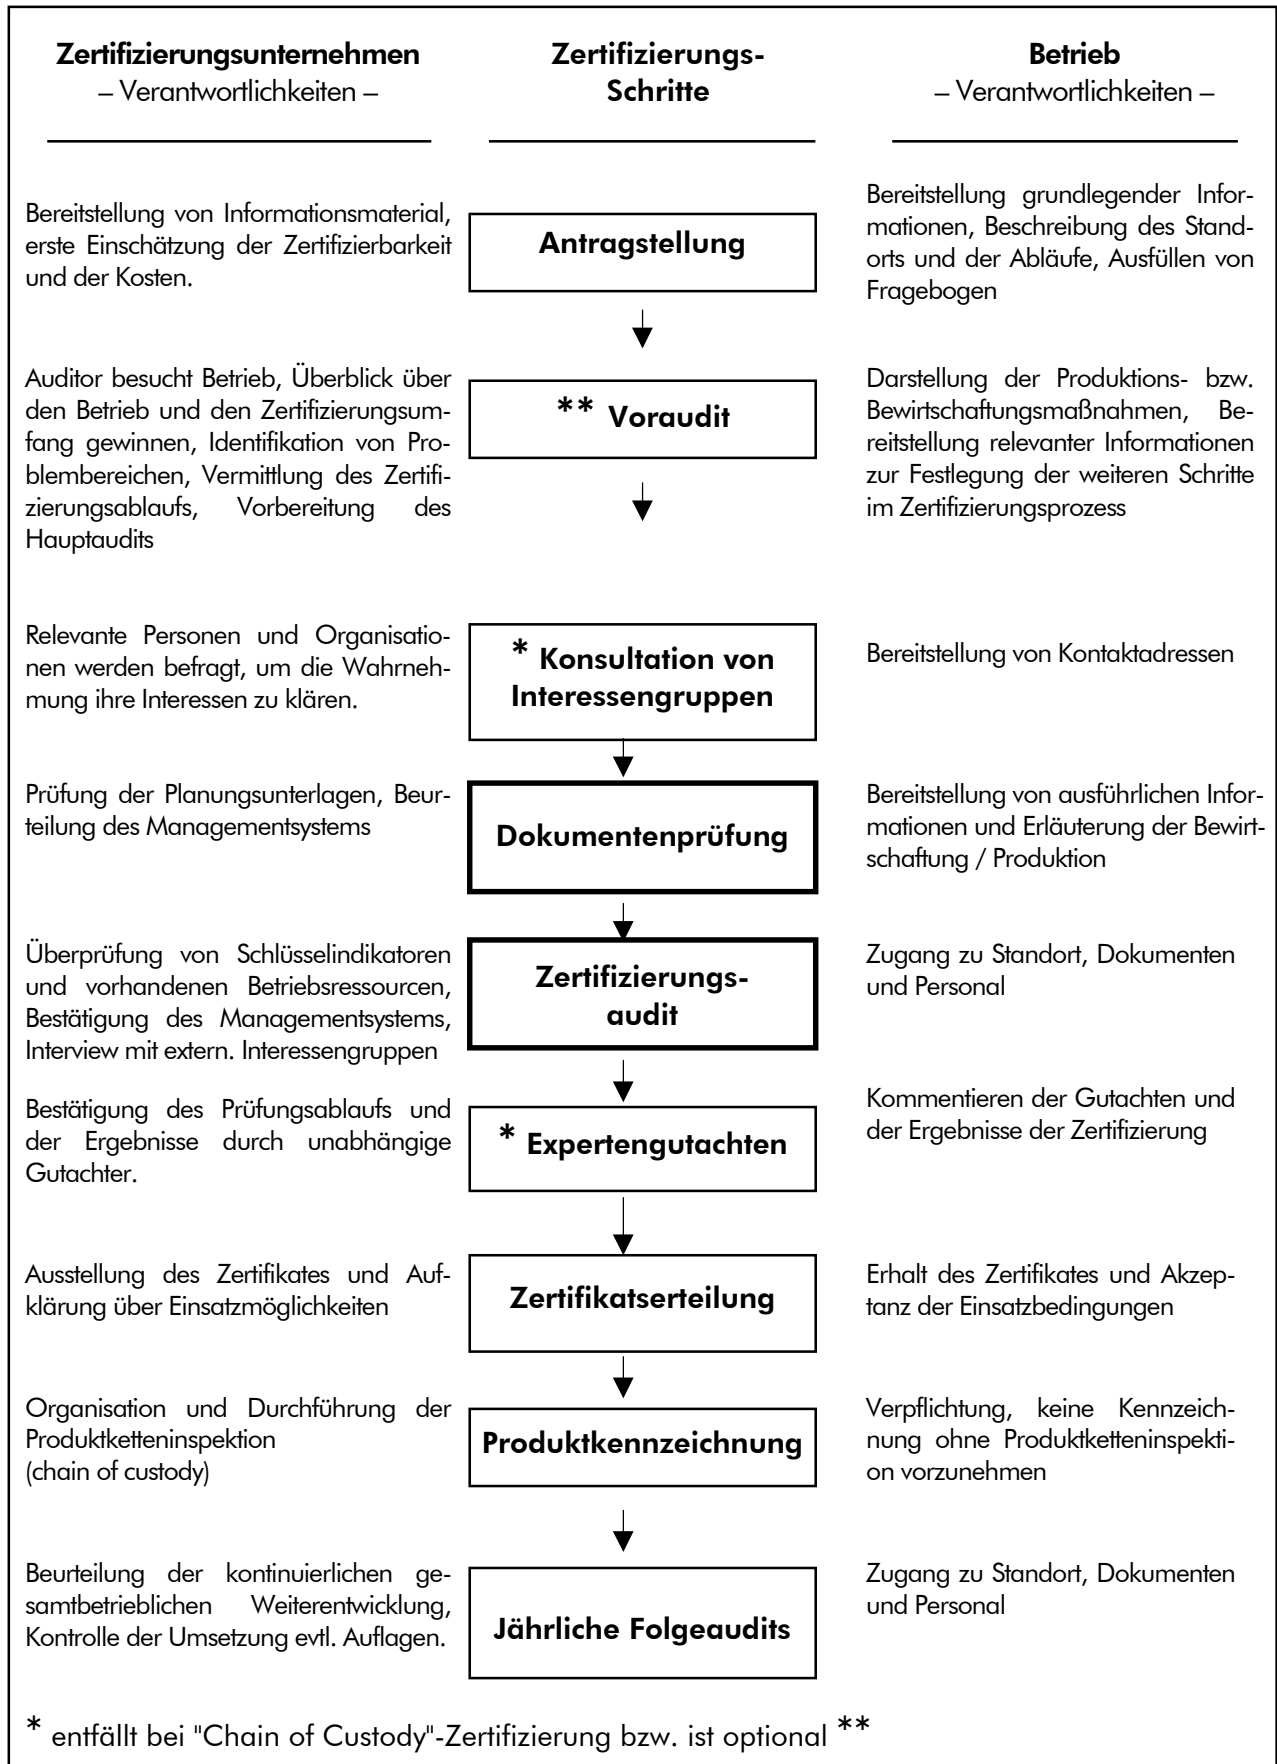 Zertifizierungsunternehmen
– Verantwortlichkeiten –
Zertifizierungs-
Schritte
Betrieb
– Verantwortlichkeiten –
Bereitstellung von Informationsmaterial,
erste Einschätzung der Zertifizierbarkeit
und der Kosten.
Antragstellung
Bereitstellung grundlegender Infor-
mationen, Beschreibung des Stand-
orts und der Abläufe, Ausfüllen von
Fragebogen
Auditor besucht Betrieb, Überblick über
den Betrieb und den Zertifizierungsum-
fang gewinnen, Identifikation von Pro-
blembereichen, Vermittlung des Zertifi-
zierungsablaufs, Vorbereitung des
Hauptaudits
** Voraudit
Darstellung der Produktions- bzw.
Bewirtschaftungsmaßnahmen, Be-
reitstellung relevanter Informationen
zur Festlegung der weiteren Schritte
im Zertifizierungsprozess
Relevante Personen und Organisatio-
nen werden befragt, um die Wahrneh-
mung ihre Interessen zu klären.
* Konsultation von
Interessengruppen
Bereitstellung von Kontaktadressen
Prüfung der Planungsunterlagen, Beur-
teilung des Managementsystems
Dokumentenprüfung
Bereitstellung von ausführlichen Infor-
mationen und Erläuterung der Bewirt-
schaftung / Produktion
Überprüfung von Schlüsselindikatoren
und vorhandenen Betriebsressourcen,
Bestätigung des Managementsystems,
Interview mit extern. Interessengruppen
Zertifizierungs-
audit
Zugang zu Standort, Dokumenten
und Personal
Bestätigung des Prüfungsablaufs und
der Ergebnisse durch unabhängige
Gutachter.
* Expertengutachten
Kommentieren der Gutachten und
der Ergebnisse der Zertifizierung
Ausstellung des Zertifikates und Auf-
klärung über Einsatzmöglichkeiten
Zertifikatserteilung
Erhalt des Zertifikates und Akzep-
tanz der Einsatzbedingungen
Organisation und Durchführung der
Produktketteninspektion
(chain of custody)
Produktkennzeichnung
Verpflichtung, keine Kennzeich-
nung ohne Produktketteninspekti-
on vorzunehmen
Beurteilung der kontinuierlichen ge-
samtbetrieblichen Weiterentwicklung,
Kontrolle der Umsetzung evtl. Auflagen.
Jährliche Folgeaudits
Zugang zu Standort, Dokumenten
und Personal
* entfällt bei "Chain of Custody"-Zertifizierung bzw. ist optional **